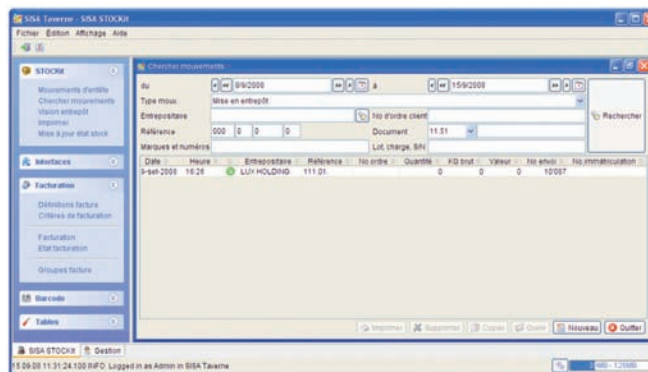 SISA Taverne - SISA STOCKit
Fichier Édition Affichage Aide
STOCKit
Mouvements d'entête
Chercher mouvements
Vision entrepôt
Imprimer
Mise à jour état stock
Interfaces
Facturation
Définitions facture
Critères de facturation
Facturation
Etat facturation
Groupes facture
Barcode
Tables
Chercher mouvements
du 8/9/2008 à 15/9/2008
Type mouv. Mise en entrepôt
Entrepositaire No d'ordre client
Référence 000 0 0 0 Document 11.51
Marques et numéros Lot, charge, S/N
Rechercher
Date Heure Entrepositaire Référence No ordre Quantité KG brut Valeur No envoi No immatriculation
9-set-2008 16:26 LUX HOLDING 111.01. 0 0 0 10'087
Imprimer Supprimer Copier Ouvrir Nouveau Quitter
SISA STOCKit Gestion
15.09.08 11:31:24.100 INFO Logged in as Admin in SISA Taverne